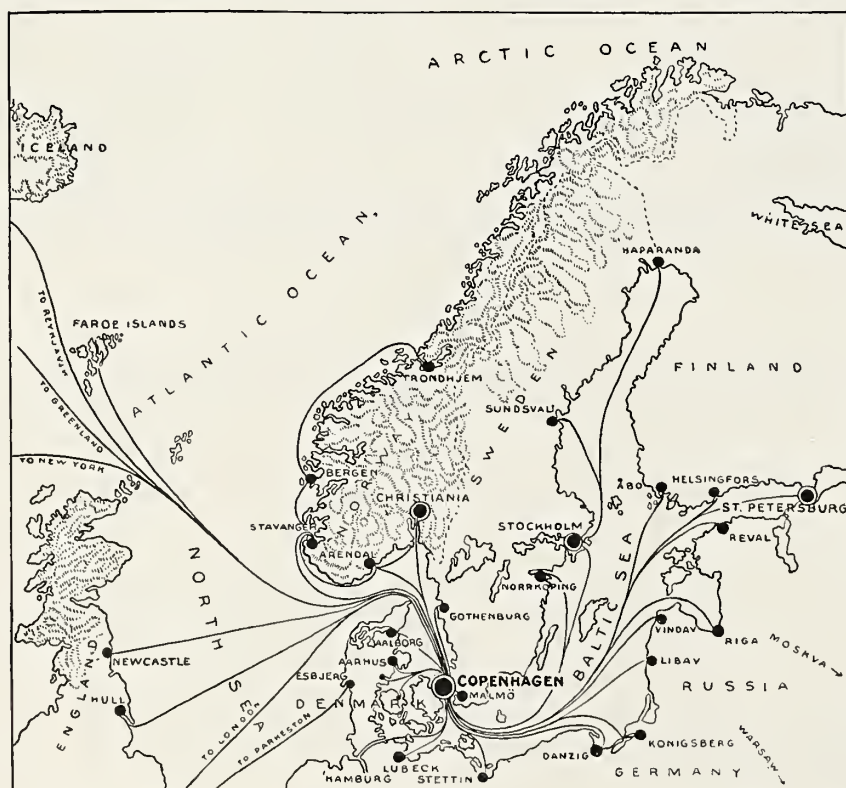 ARCTIC OCEAN
ICELAND
WHITE SEA
HAPARANDA
TO REYKJAVIK
FAROE ISLANDS
ATLANTIC OCEAN,
TRONDHJEM
FINLAND
TO GREENLAND
SUNDSVALL
SWEDEN
TO NEW YORK
BERGEN
NORWAY
CHRISTIANIA
ÅBO
HELSINGFORS
ST. PETERSBURG
STAVANGER
STOCKHOLM
REVAL
ARENDAL
NORRKÖPING
NORTH SEA
BALTIC SEA
GOTHENBURG
VINDAV
RIGA
MOSKVA
AALBORG
NEWCASTLE
AARHUS
LIBAV
ESBJERG
COPENHAGEN
MALMÖ
RUSSIA
ENGLAND
HULL
DENMARK
TO LONDON
TO PARKESTON
KONIGSBERG
WARSAW
DANZIG
LÜBECK
HAMBURG
STETTIN
GERMANY